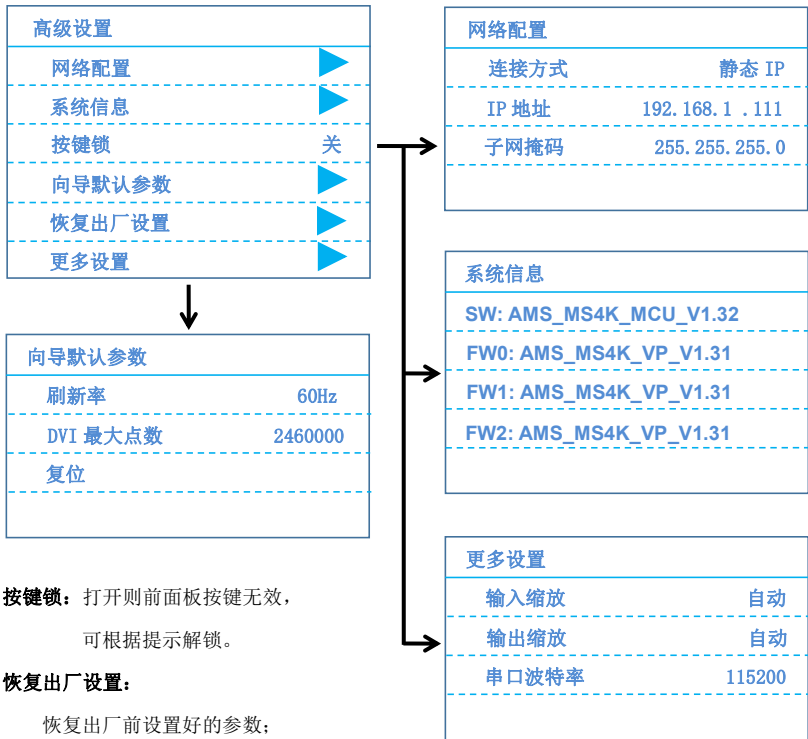 高级设置
网络配置
系统信息
按键锁 关
向导默认参数
恢复出厂设置
更多设置
向导默认参数
刷新率 60Hz
DVI 最大点数 2460000
复位
按键锁：打开则前面板按键无效，
可根据提示解锁。
恢复出厂设置：
恢复出厂前设置好的参数；
网络配置
连接方式 静态 IP
IP 地址 192.168.1 .111
子网掩码 255.255.255.0
系统信息
SW: AMS_MS4K_MCU_V1.32
FW0: AMS_MS4K_VP_V1.31
FW1: AMS_MS4K_VP_V1.31
FW2: AMS_MS4K_VP_V1.31
更多设置
输入缩放 自动
输出缩放 自动
串口波特率 115200